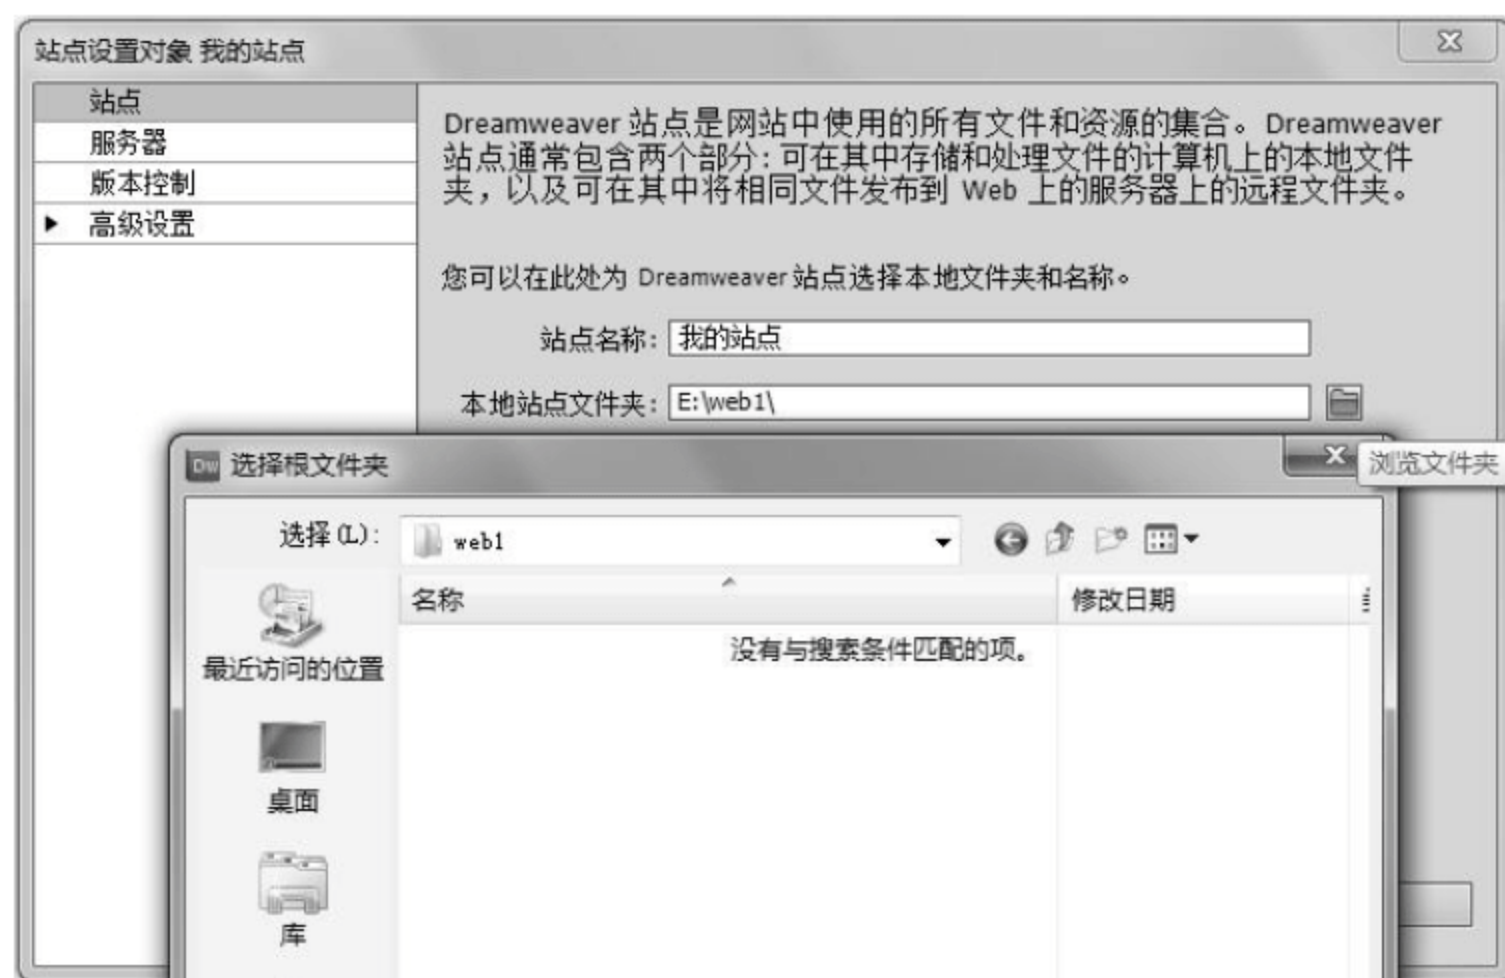 站点设置对象 我的站点
站点
服务器
版本控制
高级设置
Dreamweaver 站点是网站中使用的所有文件和资源的集合。Dreamweaver
站点通常包含两个部分：可在其中存储和处理文件的计算机上的本地文件
夹，以及可在其中将相同文件发布到 Web 上的服务器上的远程文件夹。
您可以在此处为 Dreamweaver 站点选择本地文件夹和名称。
站点名称： 我的站点
本地站点文件夹： E:\web1\
浏览文件夹
Dw 选择根文件夹
选择(L)： web1
名称 修改日期
没有与搜索条件匹配的项。
最近访问的位置
桌面
库